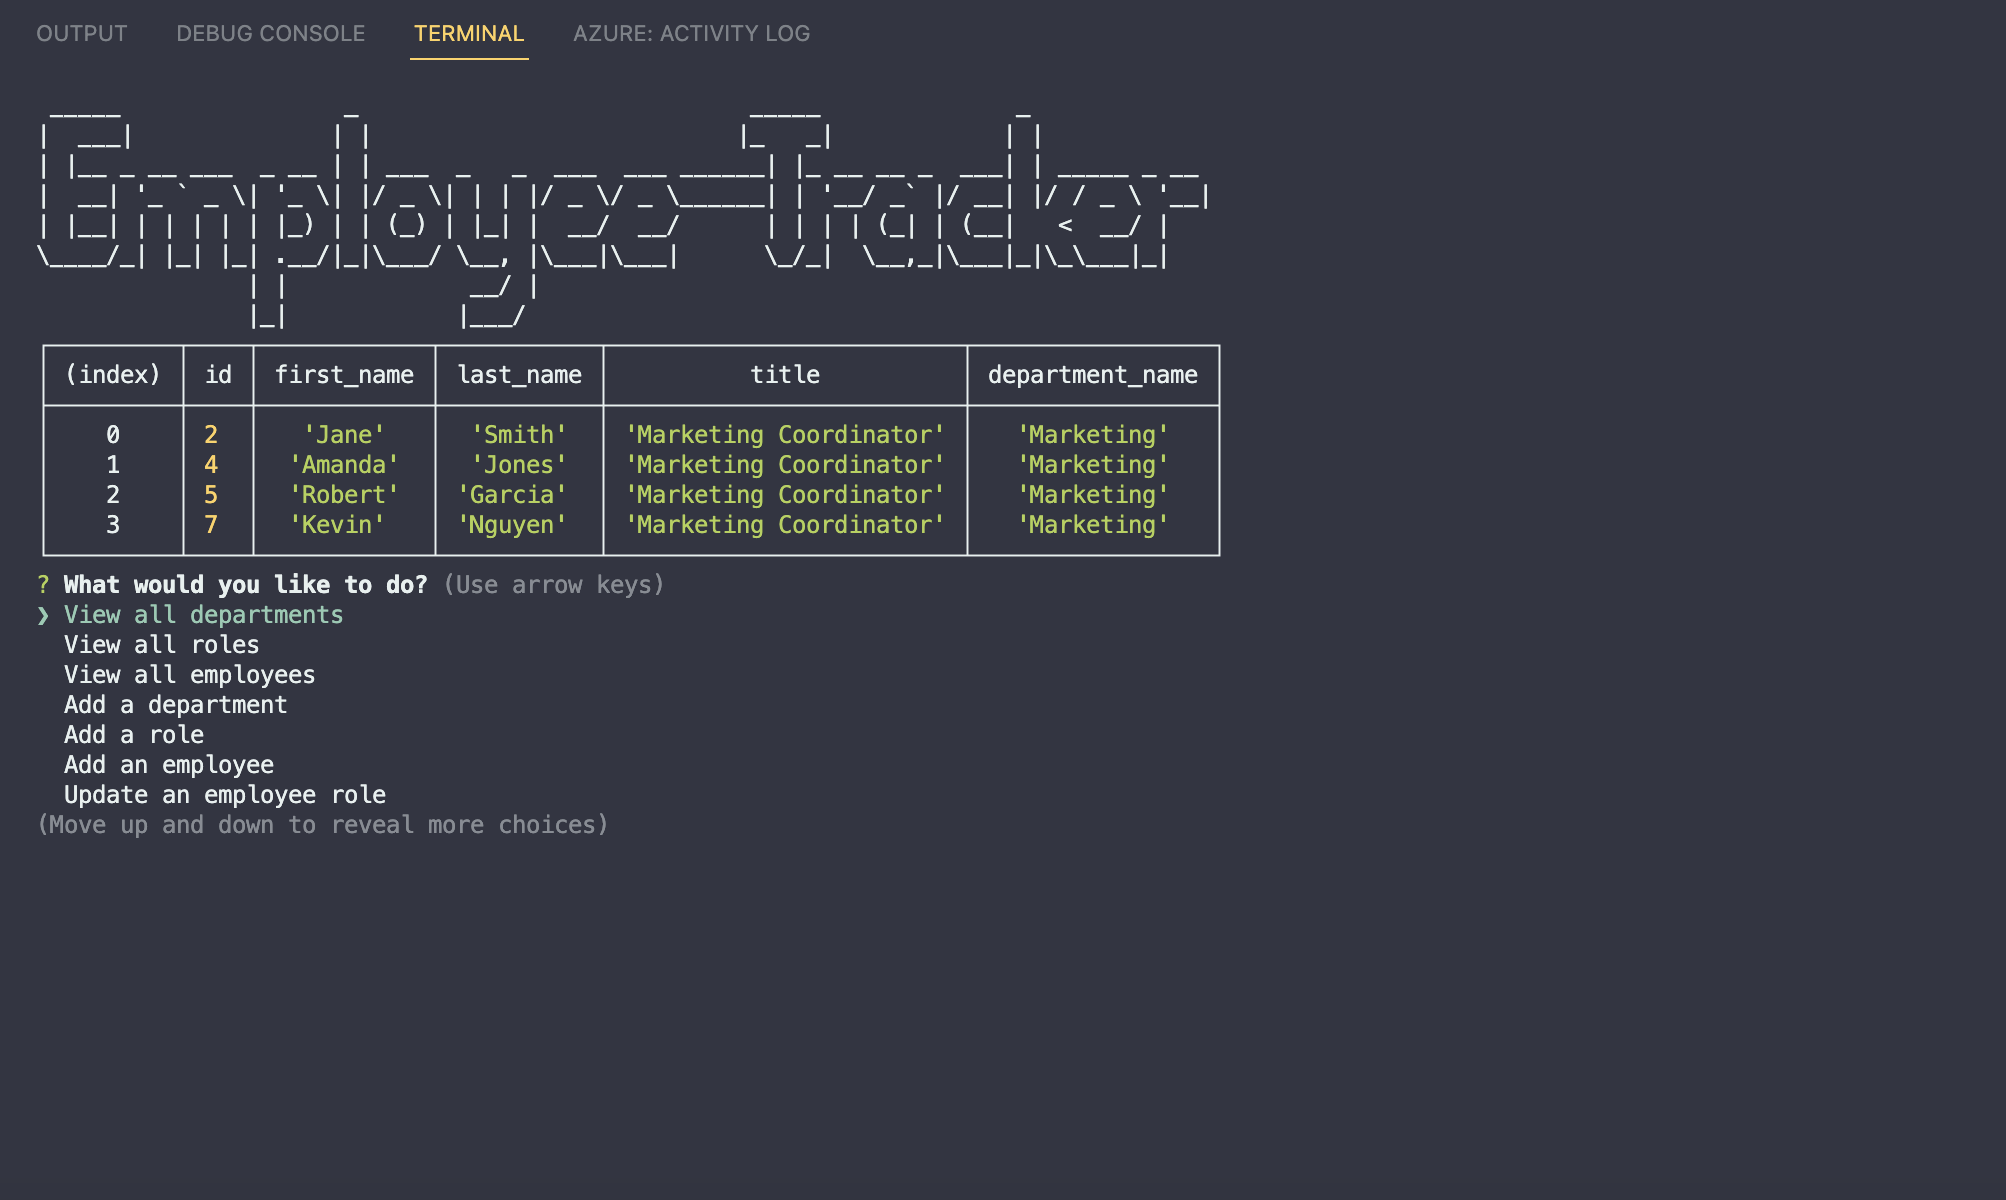 OUTPUT DEBUG CONSOLE TERMINAL AZURE: ACTIVITY LOG
Employee-Tracker
(index) id first_name last_name title department_name
0 2 'Jane' 'Smith' 'Marketing Coordinator' 'Marketing'
1 4 'Amanda' 'Jones' 'Marketing Coordinator' 'Marketing'
2 5 'Robert' 'Garcia' 'Marketing Coordinator' 'Marketing'
3 7 'Kevin' 'Nguyen' 'Marketing Coordinator' 'Marketing'
? What would you like to do? (Use arrow keys)
❯ View all departments
View all roles
View all employees
Add a department
Add a role
Add an employee
Update an employee role
(Move up and down to reveal more choices)